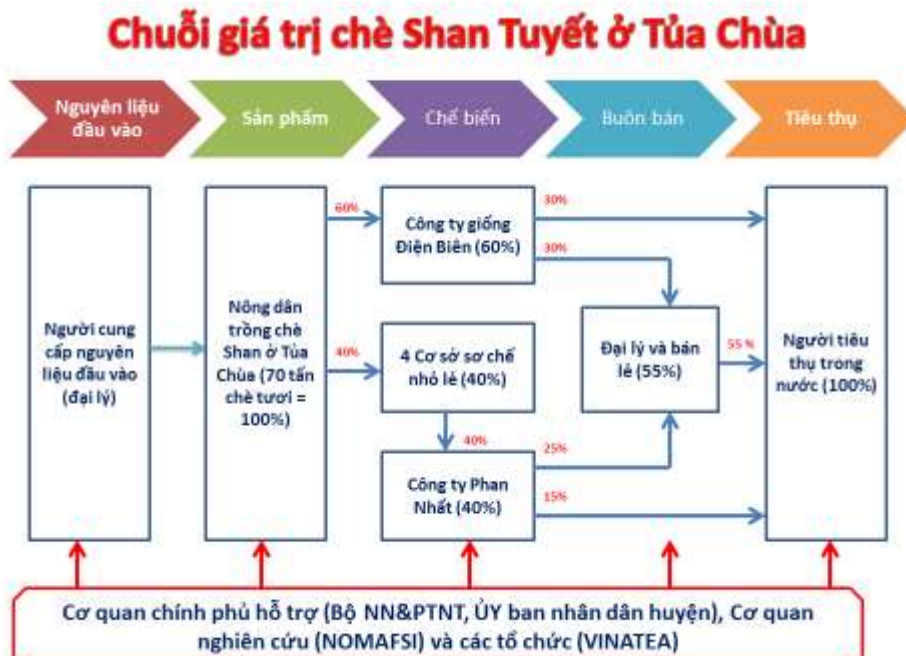 Chuỗi giá trị chè Shan Tuyết ở Tủa Chùa
Nguyên liệu
đầu vào
Sản phẩm
Chế biến
Buôn bán
Tiêu thụ
Người cung
cấp nguyên
liệu đầu vào
(đại lý)
Nông dân
trồng chè
Shan ở Tủa
Chùa (70 tấn
chè tươi =
100%)
60%
40%
Công ty giống
Điện Biên (60%)
4 Cơ sở sơ chế
nhỏ lẻ (40%)
40%
Công ty Phan
Nhất (40%)
30%
30%
25%
15%
Đại lý và bán
lẻ (55%)
55 %
Người tiêu
thụ trong
nước (100%)
Cơ quan chính phủ hỗ trợ (Bộ NN&PTNT, ỦY ban nhân dân huyện), Cơ quan
nghiên cứu (NOMAFSI) và các tổ chức (VINATEA)